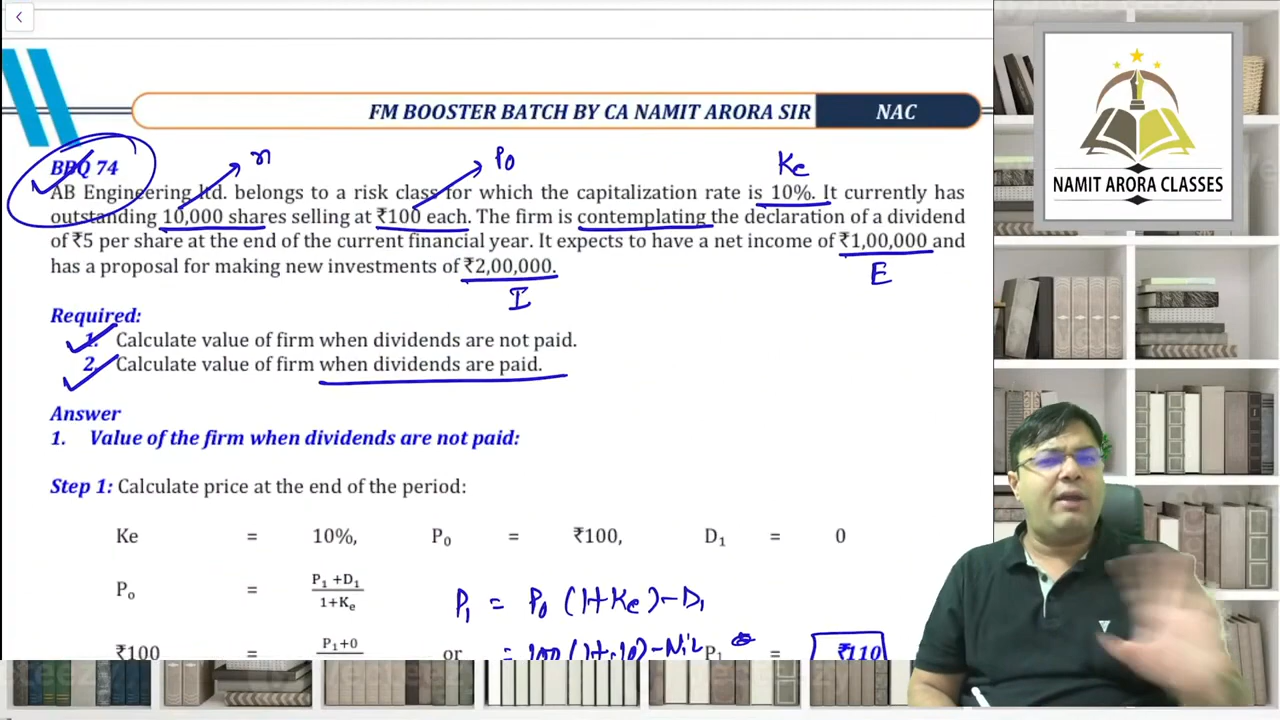 FM BOOSTER BATCH BY CA NAMIT ARORA SIR NAC
NAMIT ARORA CLASSES
BBQ 74
n
P0
Ke
AB Engineering ltd. belongs to a risk class for which the capitalization rate is 10%. It currently has
outstanding 10,000 shares selling at ₹100 each. The firm is contemplating the declaration of a dividend
of ₹5 per share at the end of the current financial year. It expects to have a net income of ₹1,00,000 and
has a proposal for making new investments of ₹2,00,000.
E
I
Required:
1. Calculate value of firm when dividends are not paid.
2. Calculate value of firm when dividends are paid.
Answer
1. Value of the firm when dividends are not paid:
Step 1: Calculate price at the end of the period:
Ke = 10%, P₀ = ₹100, D₁ = 0
Pₒ = P₁ +D₁
1+Kₑ
P₁ = P₀ (1+Ke) - D₁
₹100 = P₁+0
or = 100 (1+.10) - Nil P₁ = ₹110